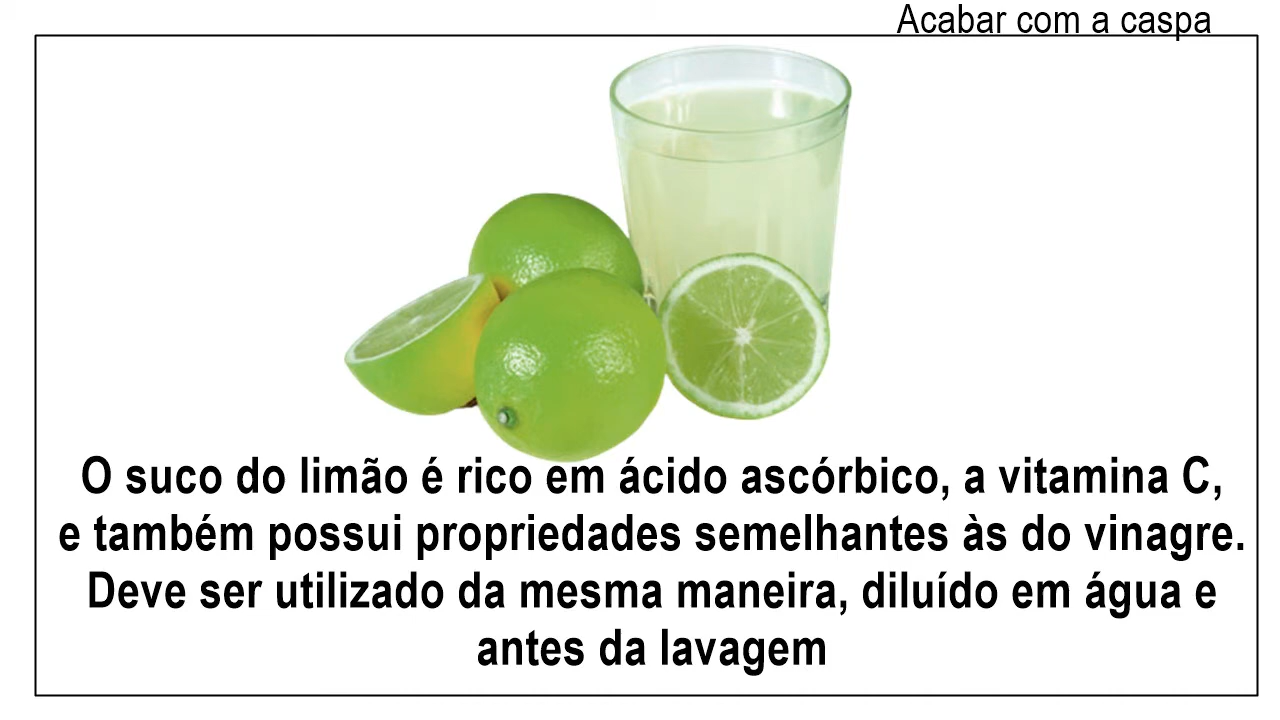 Acabar com a caspa
O suco do limão é rico em ácido ascórbico, a vitamina C,
e também possui propriedades semelhantes às do vinagre.
Deve ser utilizado da mesma maneira, diluído em água e
antes da lavagem